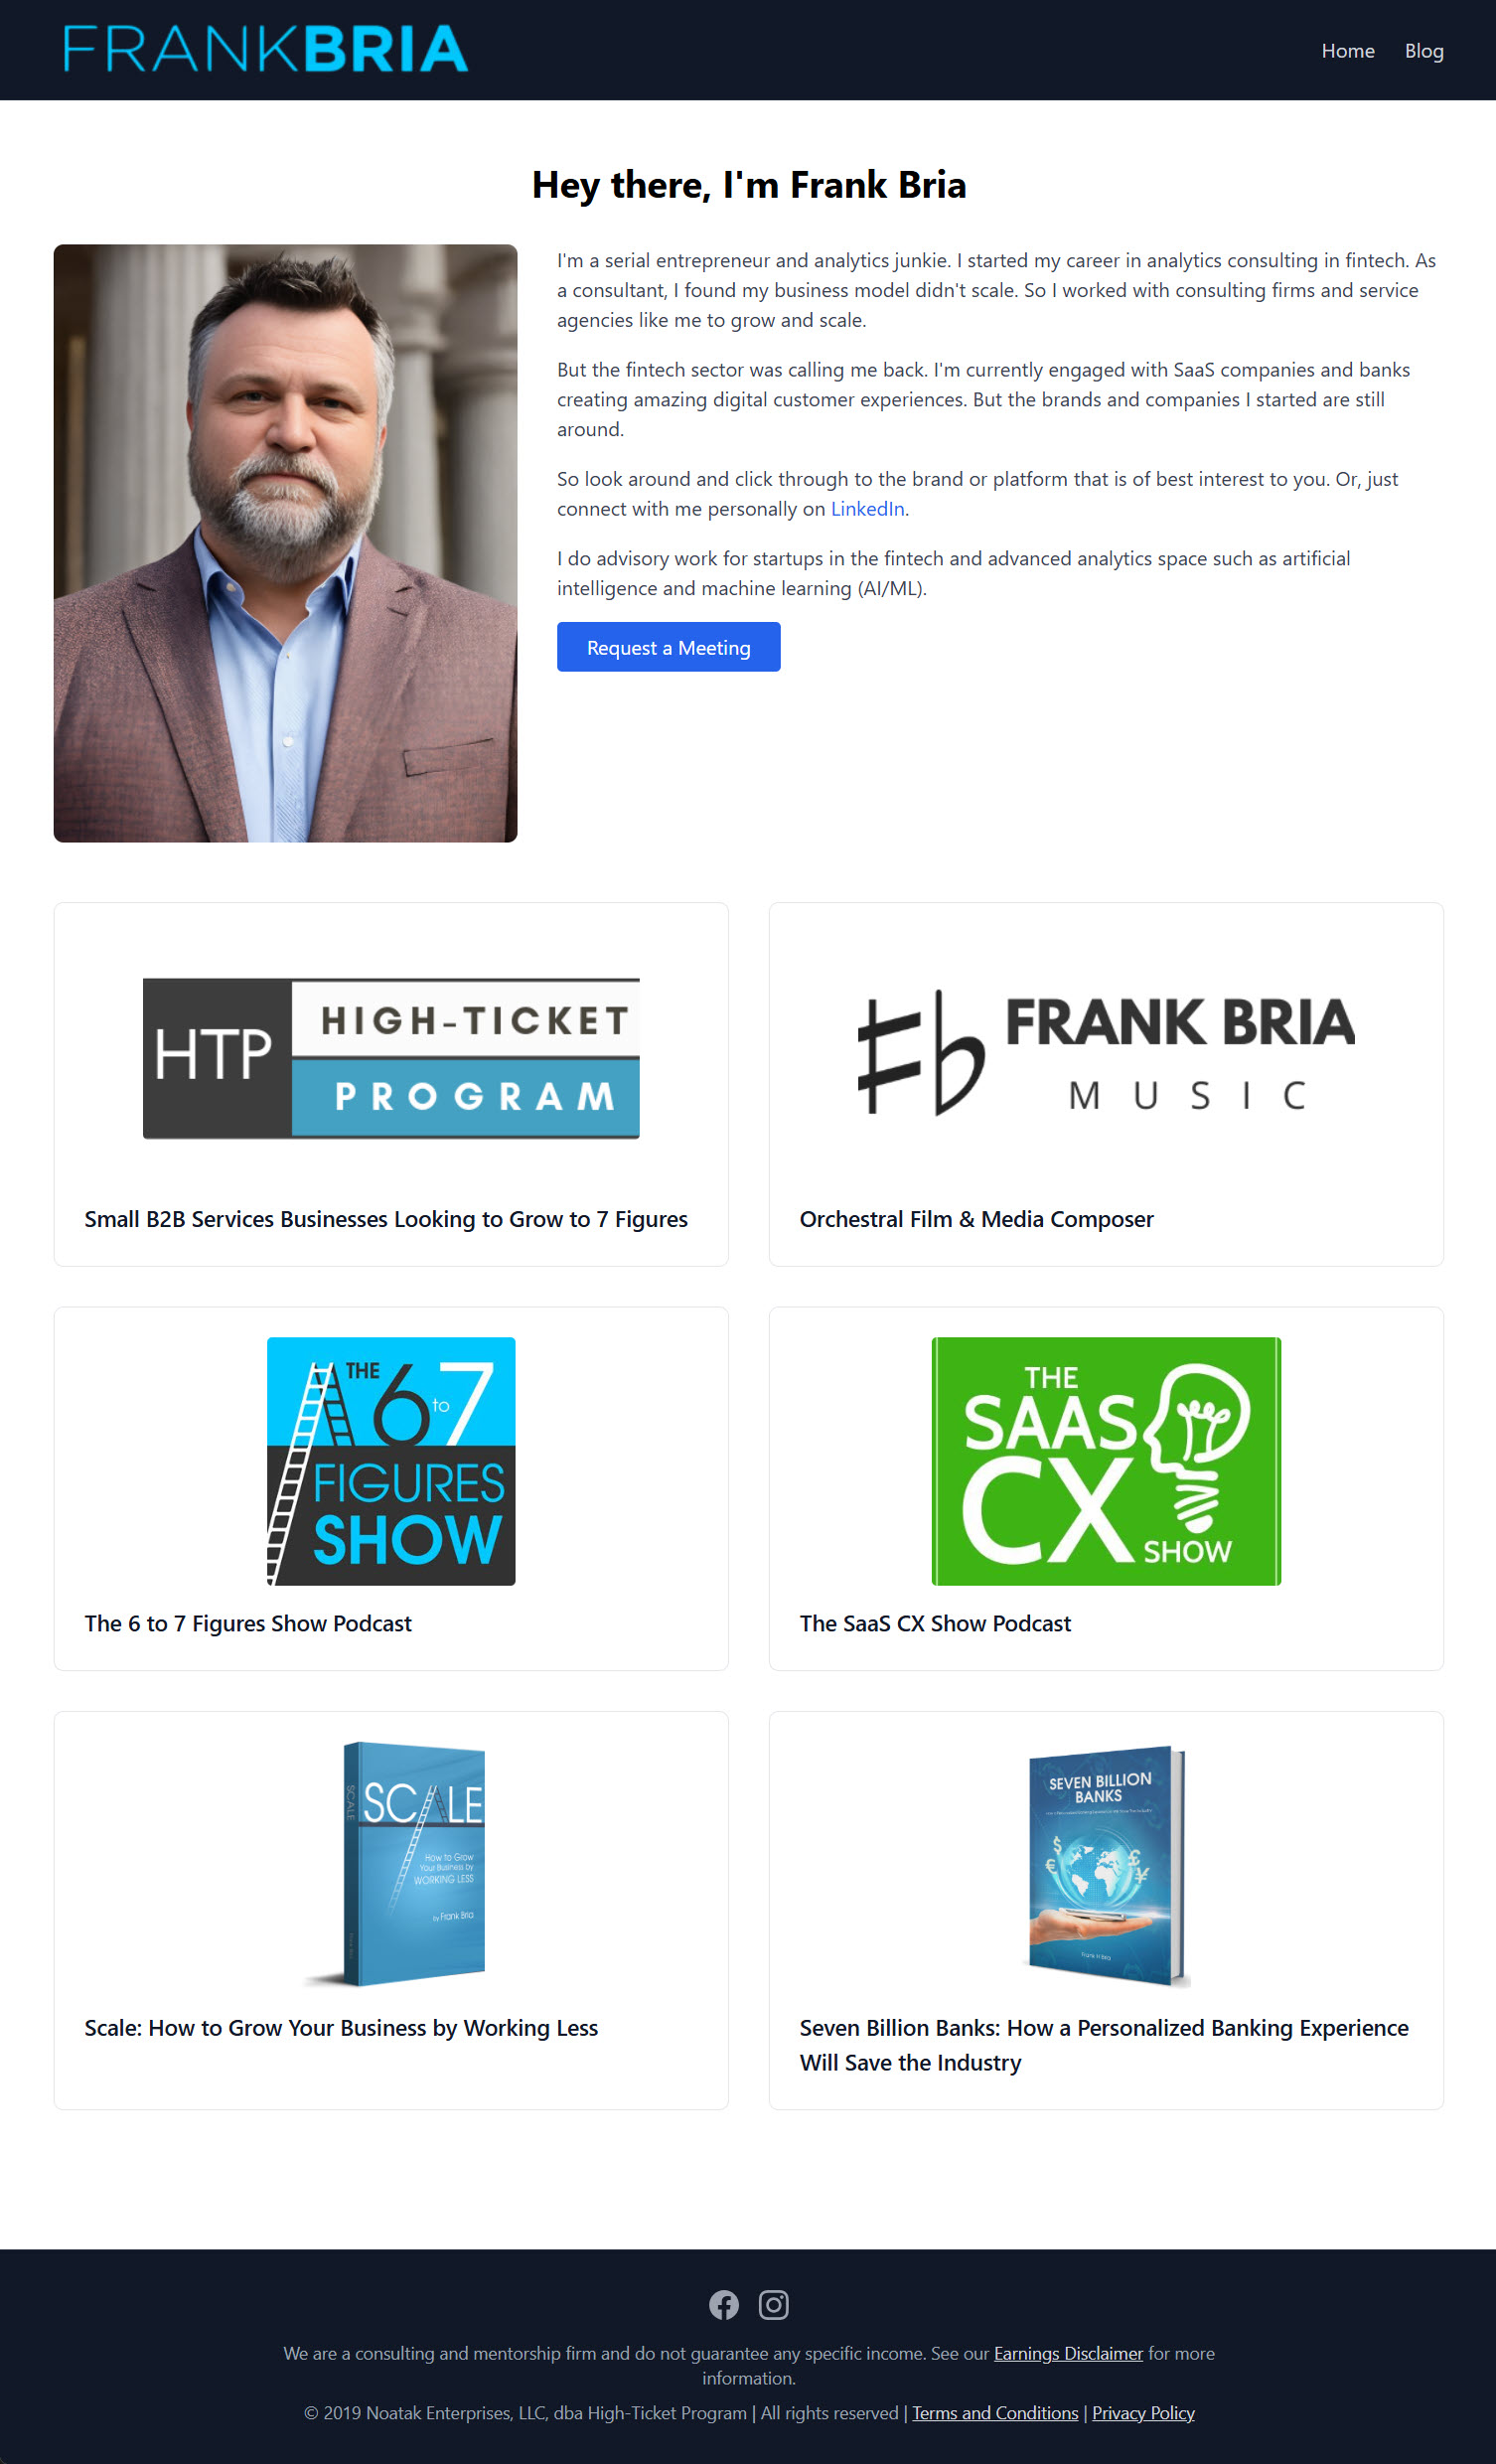 FRANKBRIA
Home Blog
Hey there, I'm Frank Bria
I'm a serial entrepreneur and analytics junkie. I started my career in analytics consulting in fintech. As
a consultant, I found my business model didn't scale. So I worked with consulting firms and service
agencies like me to grow and scale.
But the fintech sector was calling me back. I'm currently engaged with SaaS companies and banks
creating amazing digital customer experiences. But the brands and companies I started are still
around.
So look around and click through to the brand or platform that is of best interest to you. Or, just
connect with me personally on LinkedIn.
I do advisory work for startups in the fintech and advanced analytics space such as artificial
intelligence and machine learning (AI/ML).
Request a Meeting
HTP
HIGH-TICKET
PROGRAM
Small B2B Services Businesses Looking to Grow to 7 Figures
FRANK BRIA
MUSIC
Orchestral Film & Media Composer
THE 6 to 7
FIGURES
SHOW
The 6 to 7 Figures Show Podcast
THE
SAAS
CX
SHOW
The SaaS CX Show Podcast
SCALE
SCALE
How to Grow
Your Business by
WORKING LESS
by Frank Bria
Scale: How to Grow Your Business by Working Less
SEVEN BILLION
BANKS
$
€
£
¥
Frank M Bria
Seven Billion Banks: How a Personalized Banking Experience
Will Save the Industry
We are a consulting and mentorship firm and do not guarantee any specific income. See our Earnings Disclaimer for more
information.
© 2019 Noatak Enterprises, LLC, dba High-Ticket Program | All rights reserved | Terms and Conditions | Privacy Policy